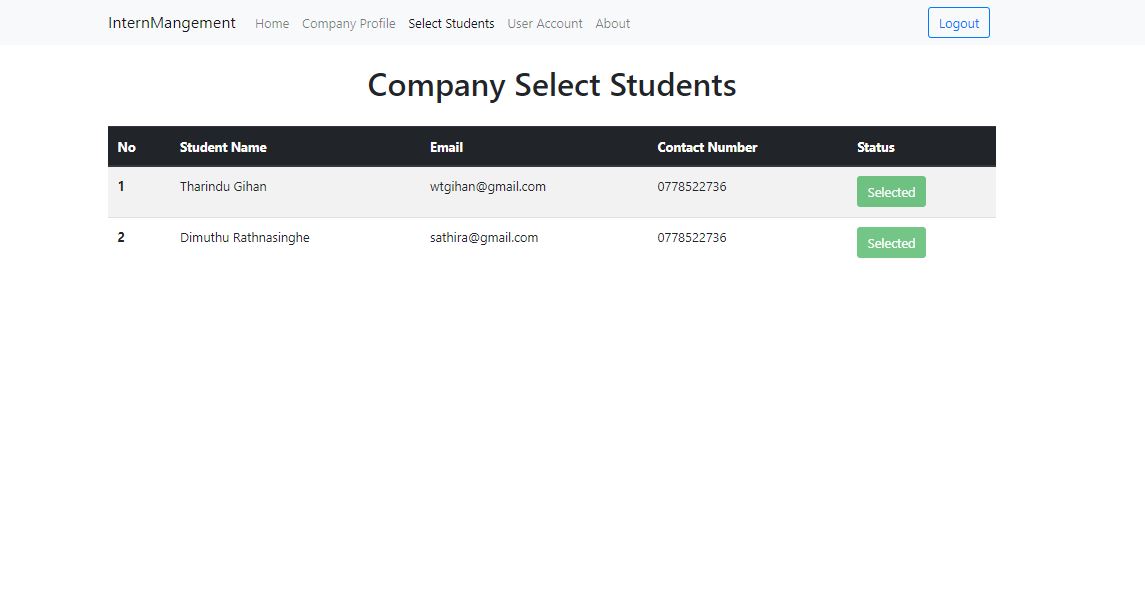 InternMangement Home Company Profile Select Students User Account About Logout
Company Select Students
No Student Name Email Contact Number Status
1 Tharindu Gihan wtgihan@gmail.com 0778522736 Selected
2 Dimuthu Rathnasinghe sathira@gmail.com 0778522736 Selected